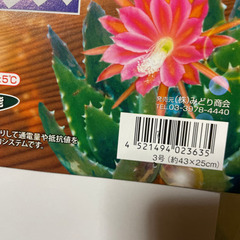 5℃
能
発売元 (株)みどり商会
TEL 03-3978-4440
りして通電量や抵抗値を
システムです。
4 521494 023635
3号 (約43×25cm)